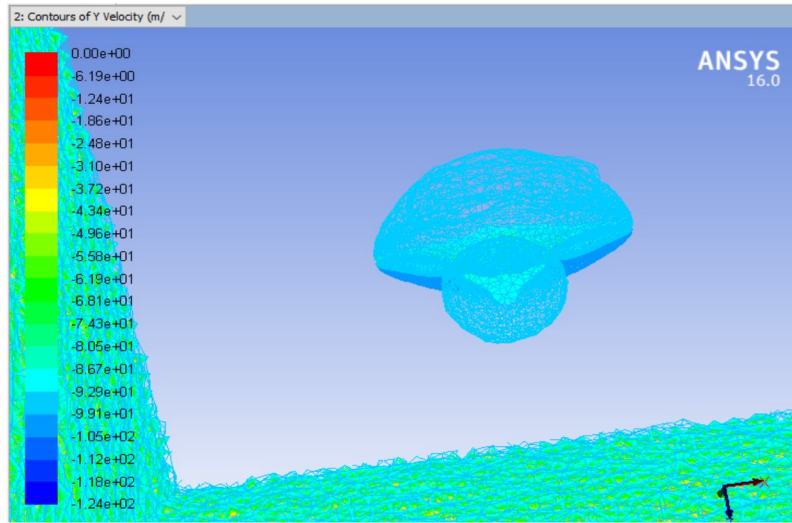 2: Contours of Y Velocity (m/
ANSYS
16.0
0.00e+00
-6.19e+00
-1.24e+01
-1.86e+01
-2.48e+01
-3.10e+01
-3.72e+01
-4.34e+01
-4.96e+01
-5.58e+01
-6.19e+01
-6.81e+01
-7.43e+01
-8.05e+01
-8.67e+01
-9.29e+01
-9.91e+01
-1.05e+02
-1.12e+02
-1.18e+02
-1.24e+02
X